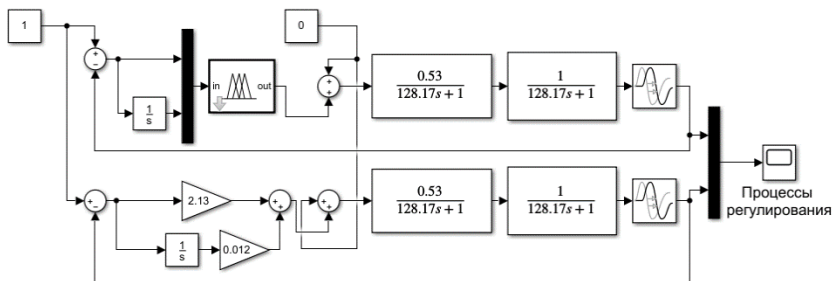 1
0
+
−
1
s
in
out
+
+
0.53
128.17s + 1
1
128.17s + 1
+
−
2.13
+
+
+
+
0.53
128.17s + 1
1
128.17s + 1
1
s
0.012
Процессы
регулирования